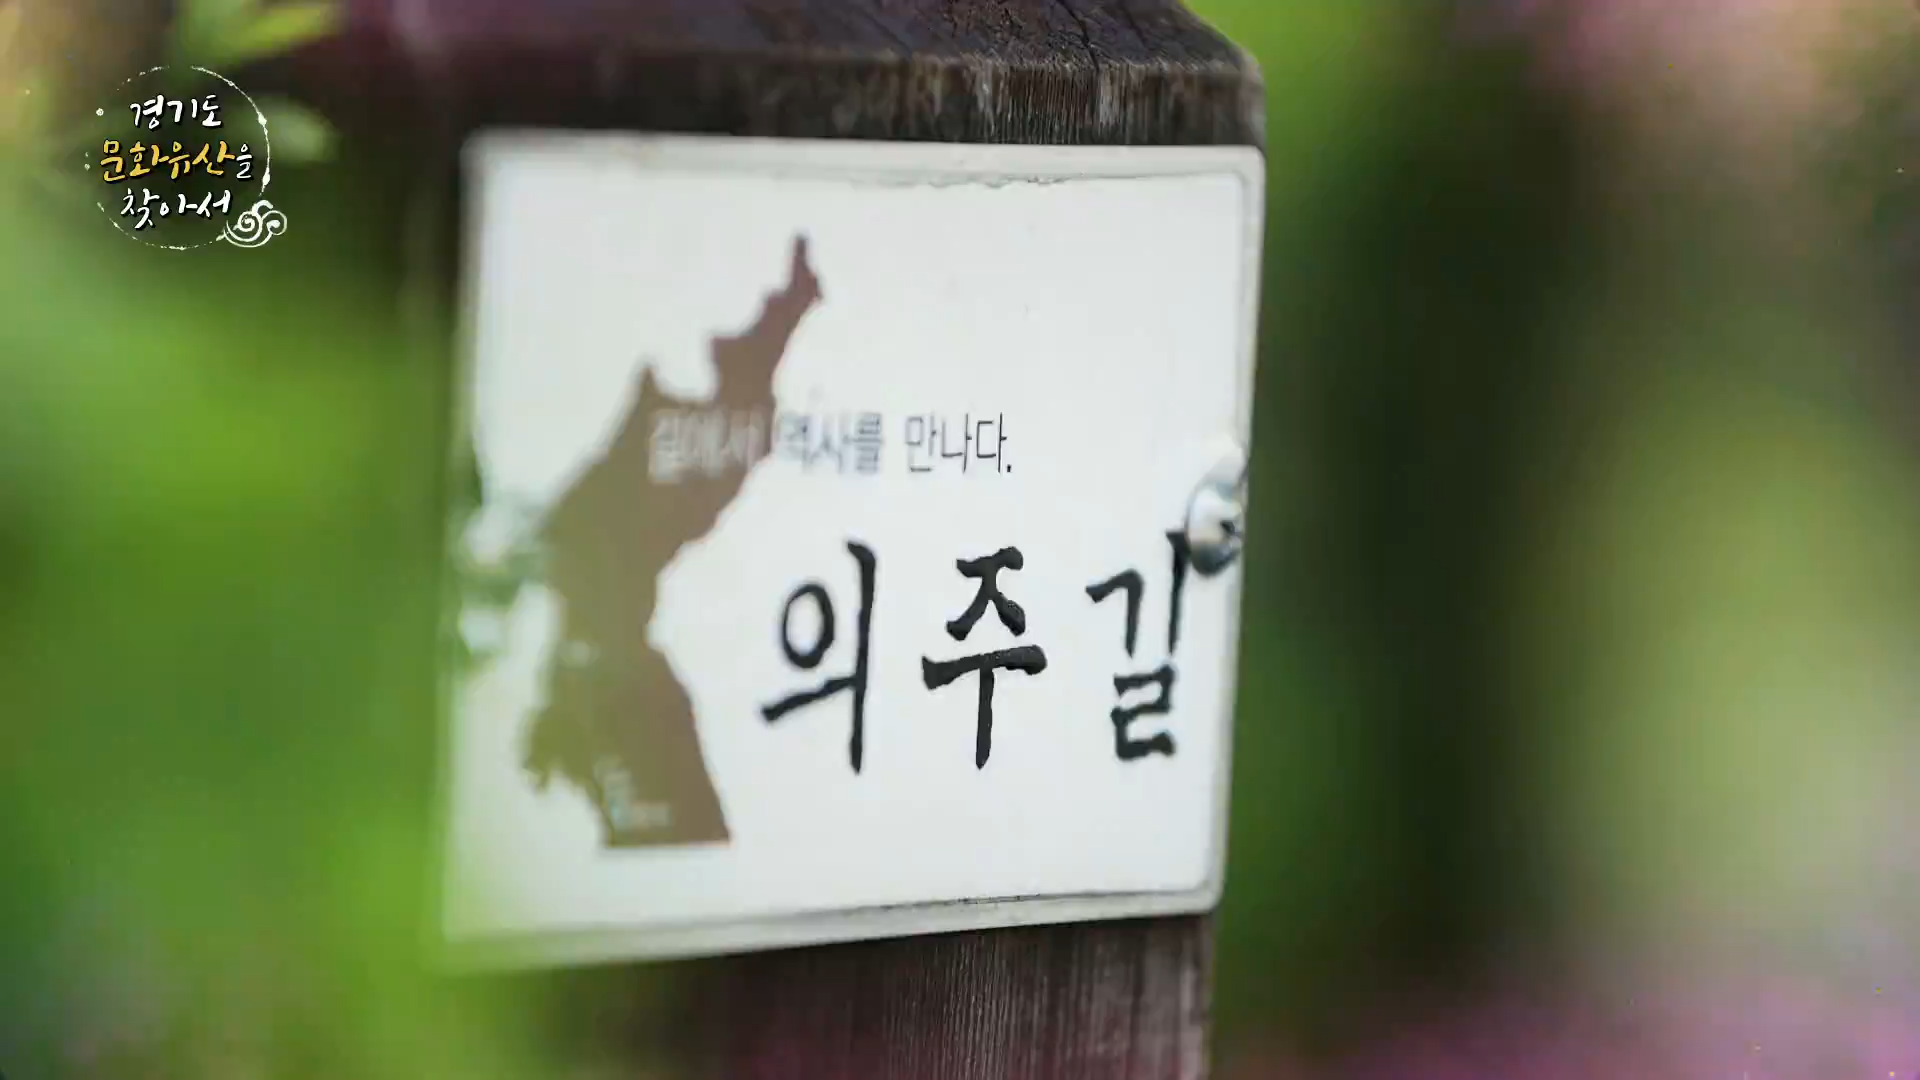 경기도
문화유산을
찾아서
길에서 역사를 만나다.
의주길